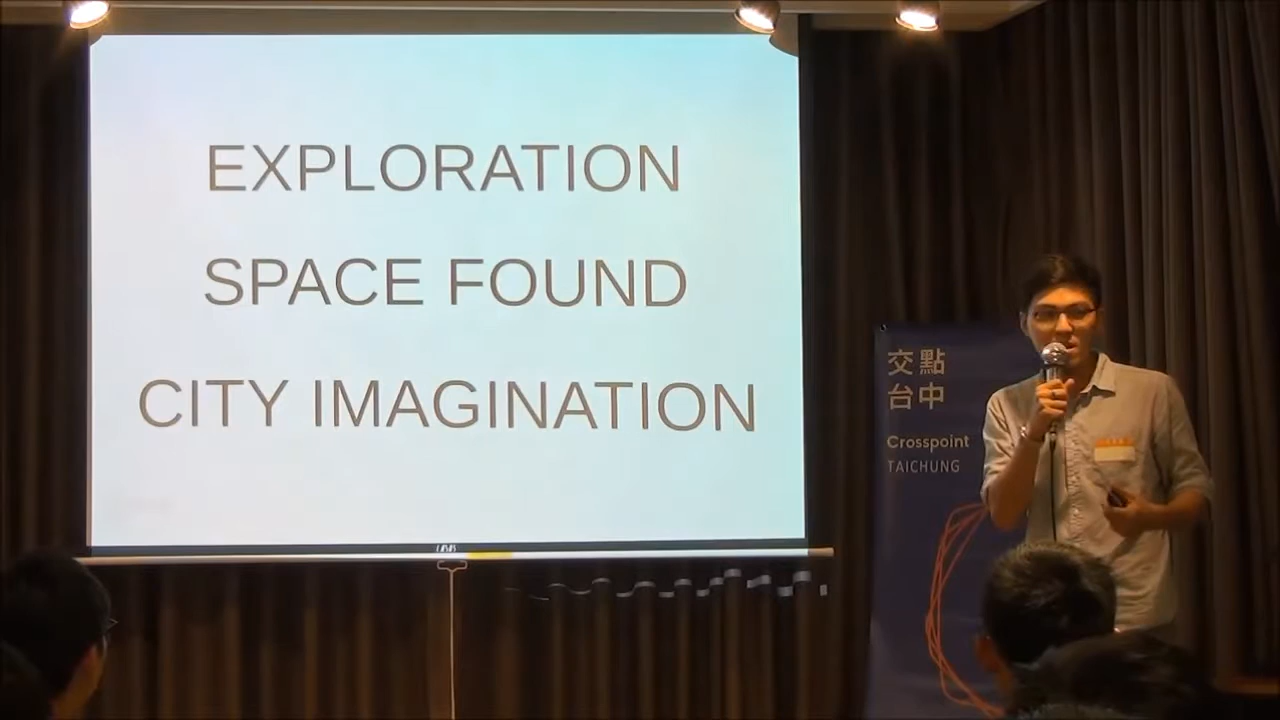 EXPLORATION
SPACE FOUND
CITY IMAGINATION
交點
台中
Crosspoint
TAICHUNG